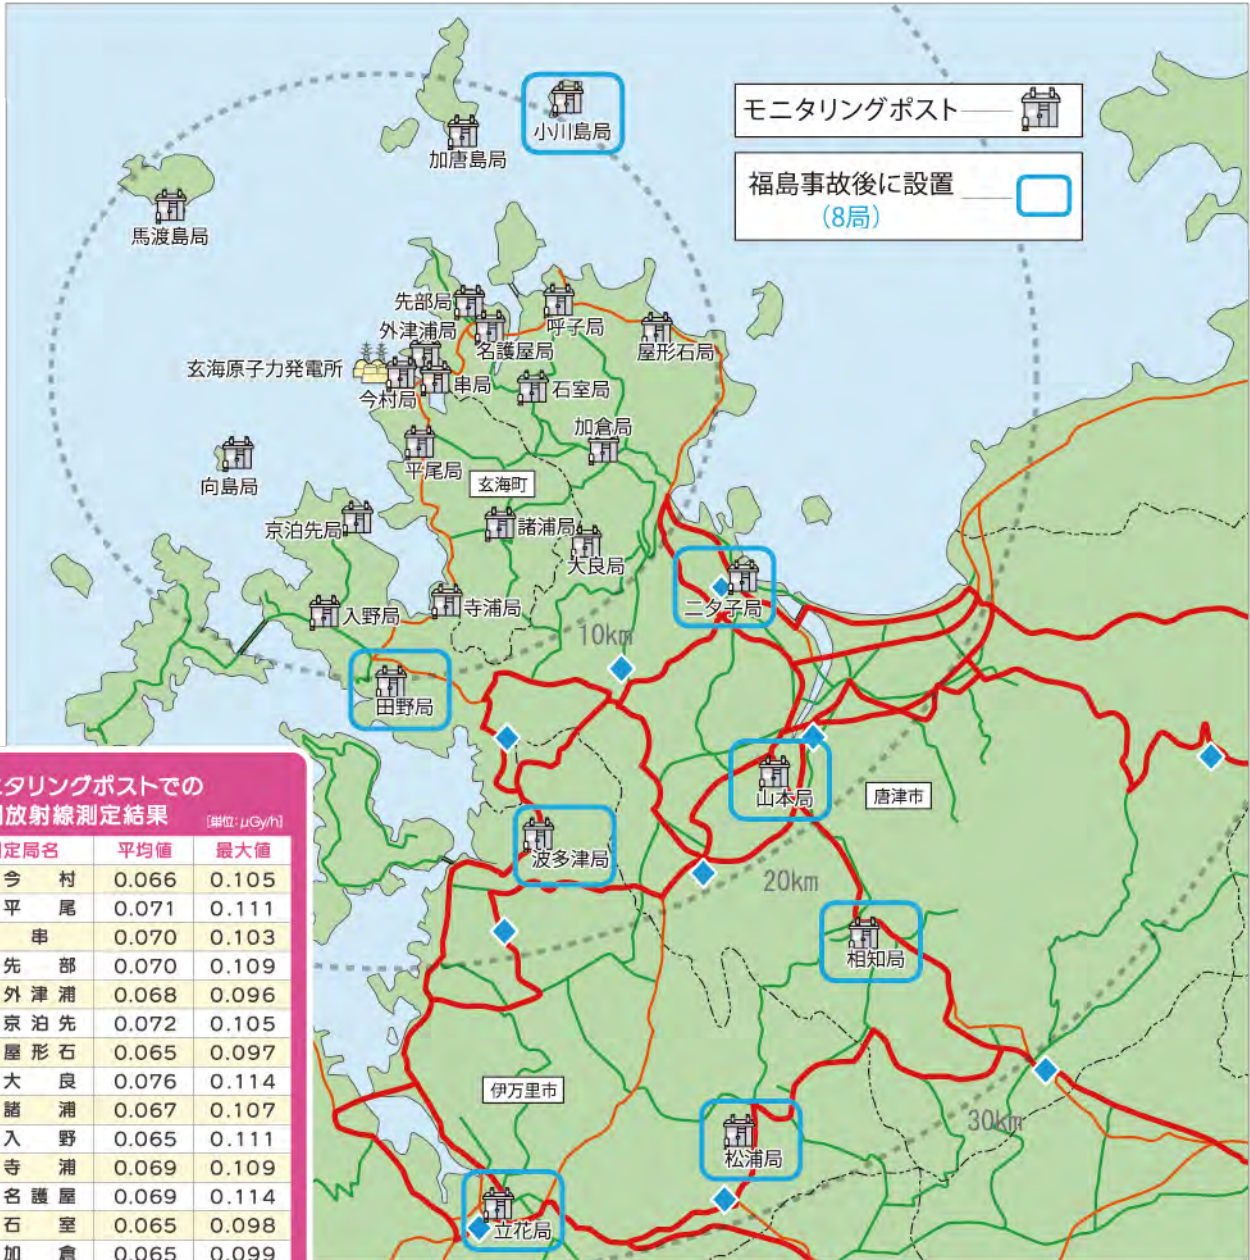 モニタリングポスト
福島事故後に設置
（8局）
小川島局
加唐島局
馬渡島局
先部局
外津浦局
名護屋局
呼子局
屋形石局
玄海原子力発電所
今村局
串局
石室局
加倉局
平尾局
玄海町
向島局
京泊先局
諸浦局
大良局
入野局
寺浦局
二タ子局
10km
田野局
山本局
唐津市
波多津局
20km
相知局
伊万里市
30km
松浦局
立花局
タリングポストでの
放射線測定結果 [単位:μGy/h]
定局名 平均値 最大値
今村 0.066 0.105
平尾 0.071 0.111
串 0.070 0.103
先部 0.070 0.109
外津浦 0.068 0.096
京泊先 0.072 0.105
屋形石 0.065 0.097
大良 0.076 0.114
諸浦 0.067 0.107
入野 0.065 0.111
寺浦 0.069 0.109
名護屋 0.069 0.114
石室 0.065 0.098
加倉 0.065 0.099